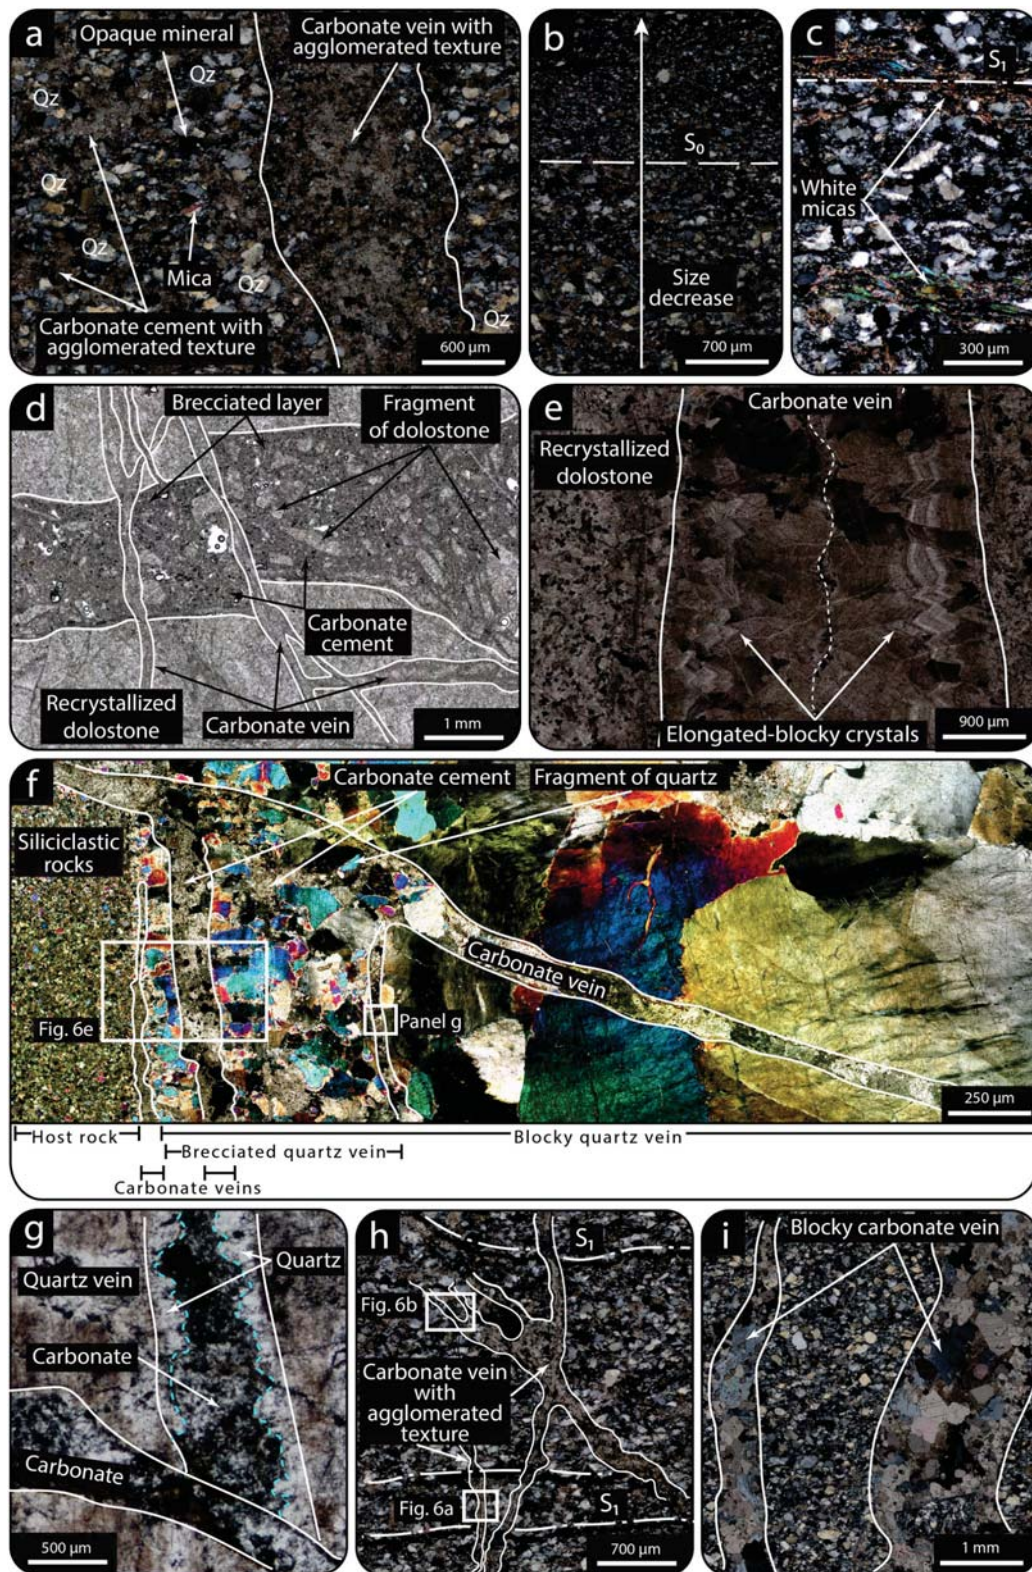 a
Opaque mineral
Carbonate vein with
agglomerated texture
Qz
Qz
Qz
Qz
Qz
Qz
Qz
Mica
Carbonate cement with
agglomerated texture
600 µm
b
S0
Size
decrease
700 µm
c
S1
White
micas
300 µm
d
Brecciated layer
Fragment
of dolostone
Carbonate
cement
Recrystallized
dolostone
Carbonate vein
1 mm
e
Carbonate vein
Recrystallized
dolostone
Elongated-blocky crystals
900 µm
f
Carbonate cement
Fragment of quartz
Siliciclastic
rocks
Carbonate vein
Fig. 6e
Panel g
250 µm
Host rock
Blocky quartz vein
Brecciated quartz vein
Carbonate veins
g
Quartz vein
Quartz
Carbonate
Carbonate
500 µm
h
S1
Fig. 6b
Carbonate vein
with
agglomerated
texture
Fig. 6a
S1
700 µm
i
Blocky carbonate vein
1 mm